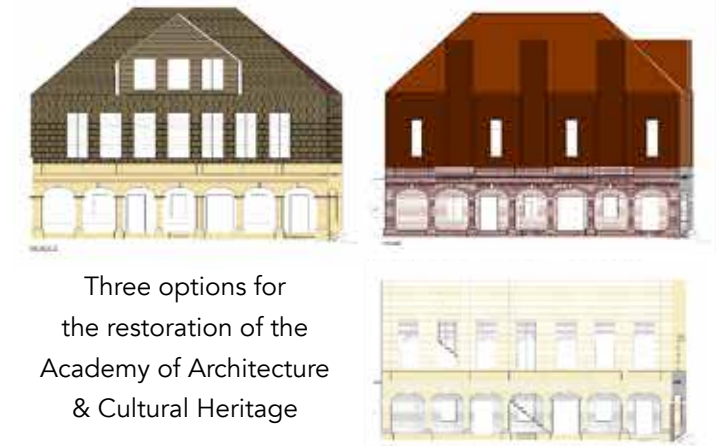 Three options for
the restoration of the
Academy of Architecture
& Cultural Heritage